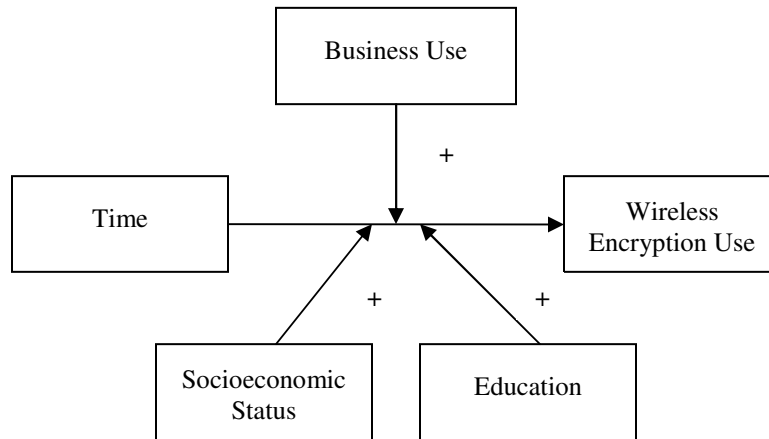 Business Use
+
Time
Wireless
Encryption Use
+
+
Socioeconomic
Status
Education